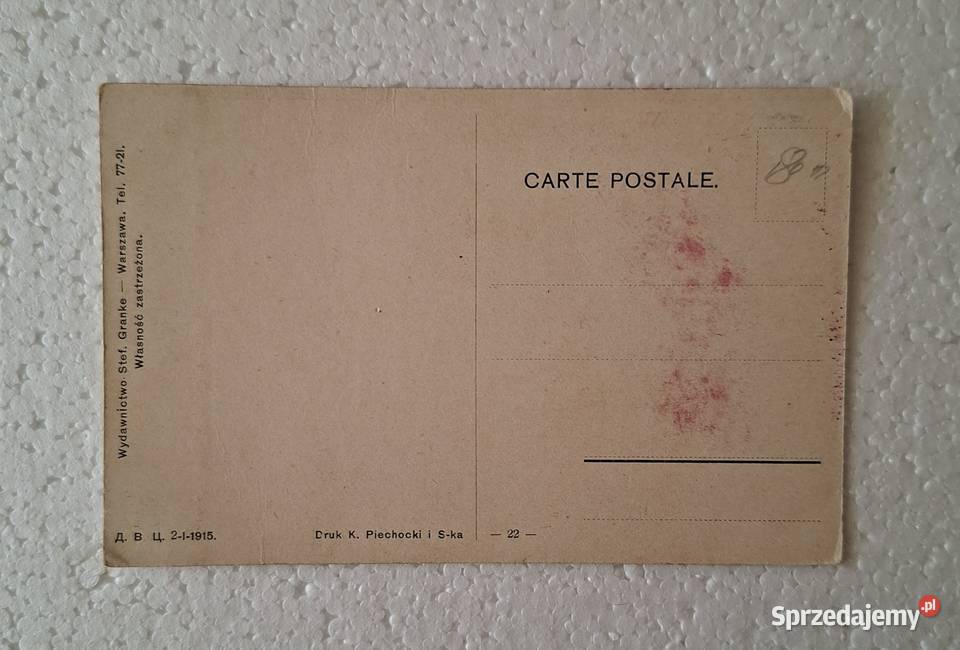 Wydawnictwo Stef. Granke — Warszawa. Tel. 77-21.
Własność zastrzeżona.
CARTE POSTALE.
Д. В Ц. 2-I-1915.
Druk K. Piechocki i S-ka
— 22 —
Sprzedajemy.pl